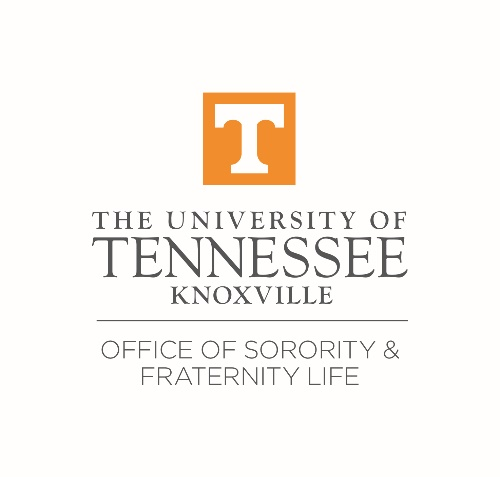 T
THE UNIVERSITY OF
TENNESSEE
KNOXVILLE
OFFICE OF SORORITY &
FRATERNITY LIFE